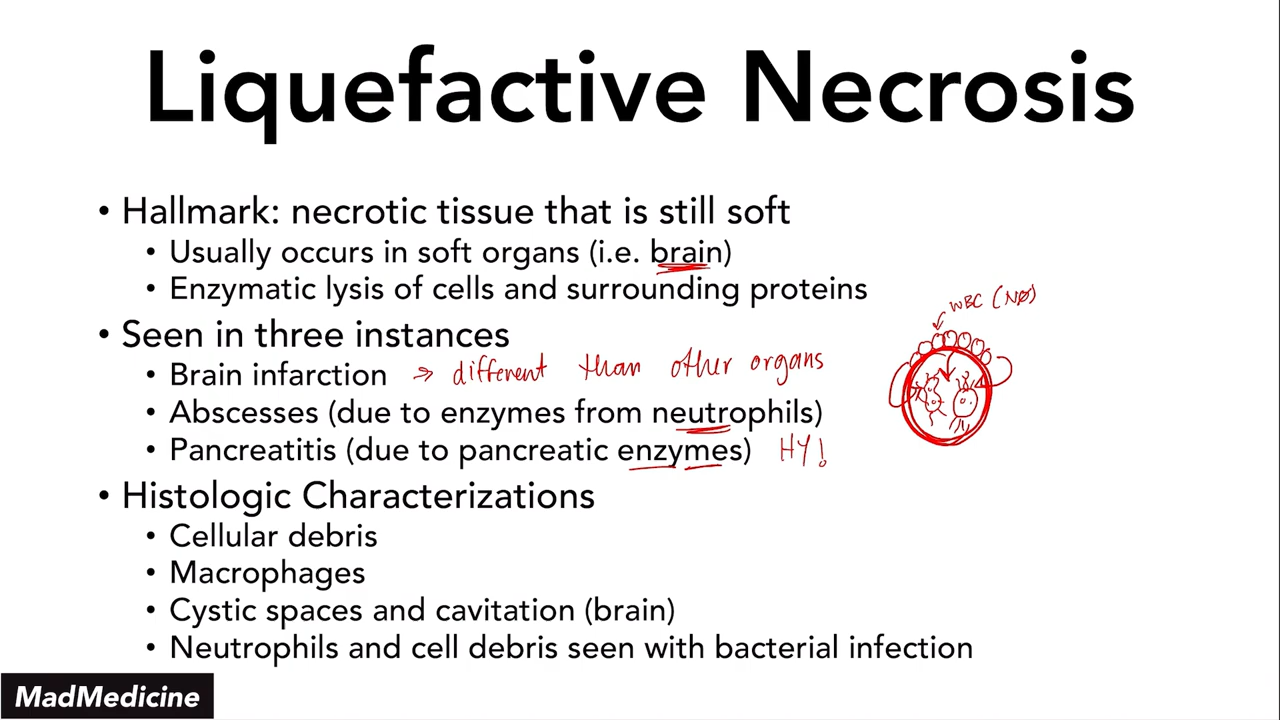 Liquefactive Necrosis
• Hallmark: necrotic tissue that is still soft
• Usually occurs in soft organs (i.e. brain)
• Enzymatic lysis of cells and surrounding proteins
WBC (NØ)
• Seen in three instances
• Brain infarction → different than other organs
• Abscesses (due to enzymes from neutrophils)
• Pancreatitis (due to pancreatic enzymes) HY!
• Histologic Characterizations
• Cellular debris
• Macrophages
• Cystic spaces and cavitation (brain)
• Neutrophils and cell debris seen with bacterial infection
MadMedicine